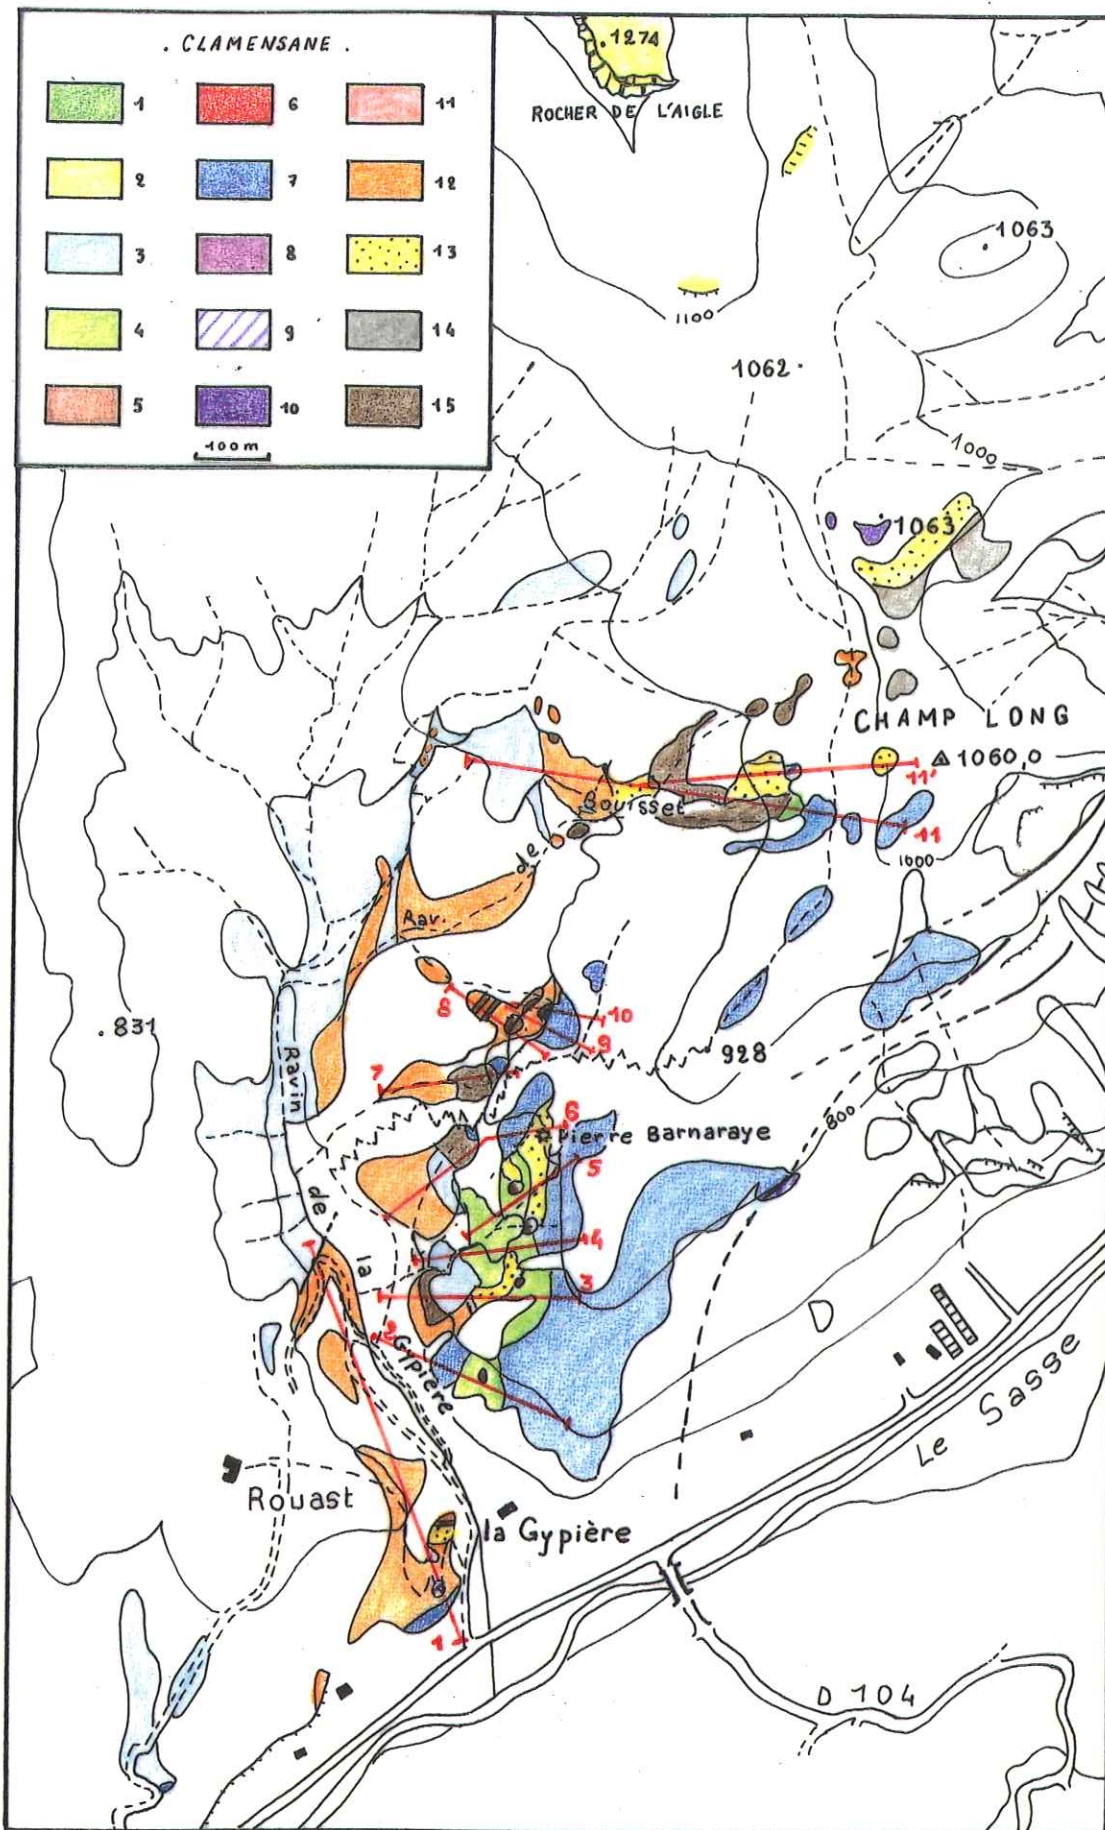 . CLAMENSANE .
1 6 11
2 7 12
3 8 13
4 9 14
5 10 15
100 m
.1274
ROCHER DE L'AIGLE
1063
1100
1062
1000
1063
CHAMP LONG
1060,0
11'
Rav. de Bouisset
11
1000
8
10
9
928
.831
7
Ravin de la Gypière
800
6
Pierre Barnaraye
5
4
3
2
Le Sasse
Rouast
la Gypière
1
D 104